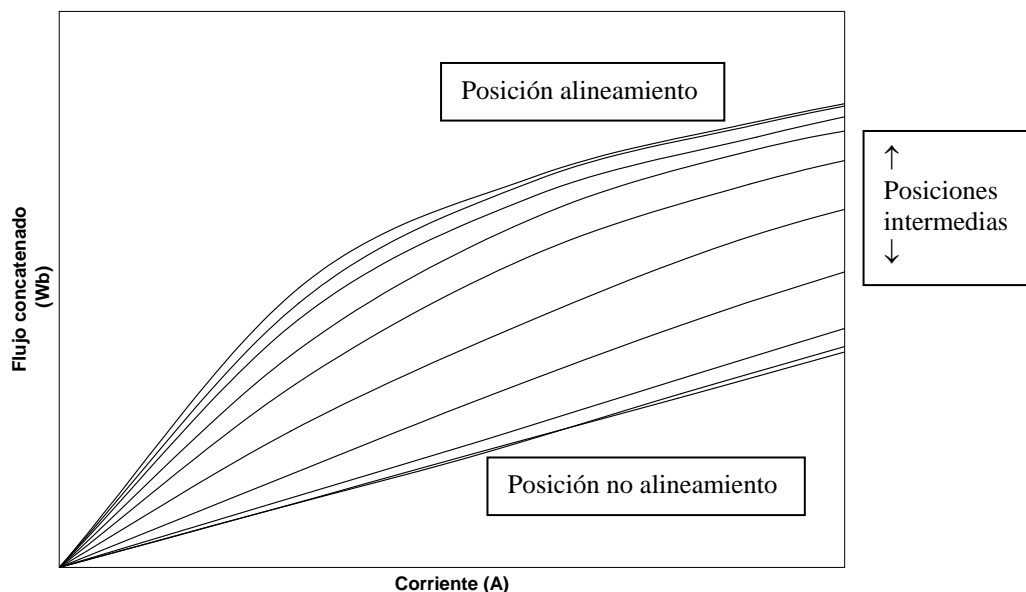 Posición alineamiento
↑
Posiciones
intermedias
↓
Flujo concatenado
(Wb)
Posición no alineamiento
Corriente (A)